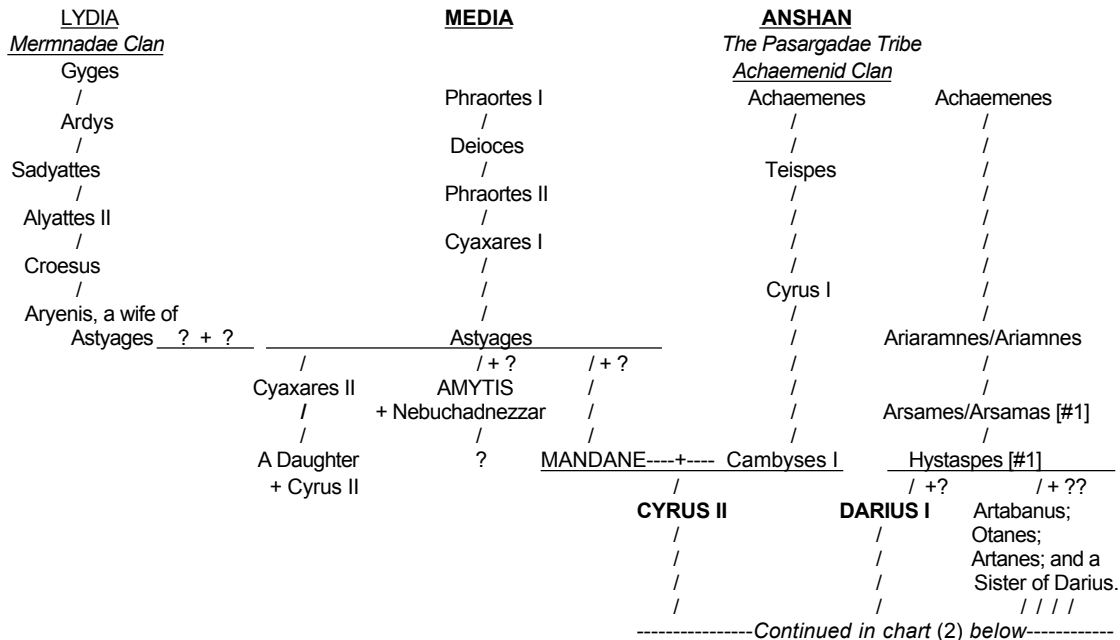 LYDIA MEDIA ANSHAN
Mermnadae Clan The Pasargadae Tribe
Gyges Achaemenid Clan
/ Phraortes I Achaemenes Achaemenes
Ardys / / /
/ Deioces / /
Sadyattes / Teispes /
/ Phraortes II / /
Alyattes II / / /
/ Cyaxares I / /
Croesus / / /
/ / Cyrus I /
Aryenis, a wife of / / /
Astyages ? + ? Astyages / Ariaramnes/Ariamnes
/ / + ? / + ? / /
Cyaxares II AMYTIS / / /
/ + Nebuchadnezzar / / Arsames/Arsamas [#1]
/ / / / /
A Daughter ? MANDANE----+---- Cambyses I Hystaspes [#1]
+ Cyrus II / / +? / + ??
CYRUS II DARIUS I Artabanus;
/ / Otanes;
/ / Artanes; and a
/ / Sister of Darius.
/ / / / / /
----------------Continued in chart (2) below------------